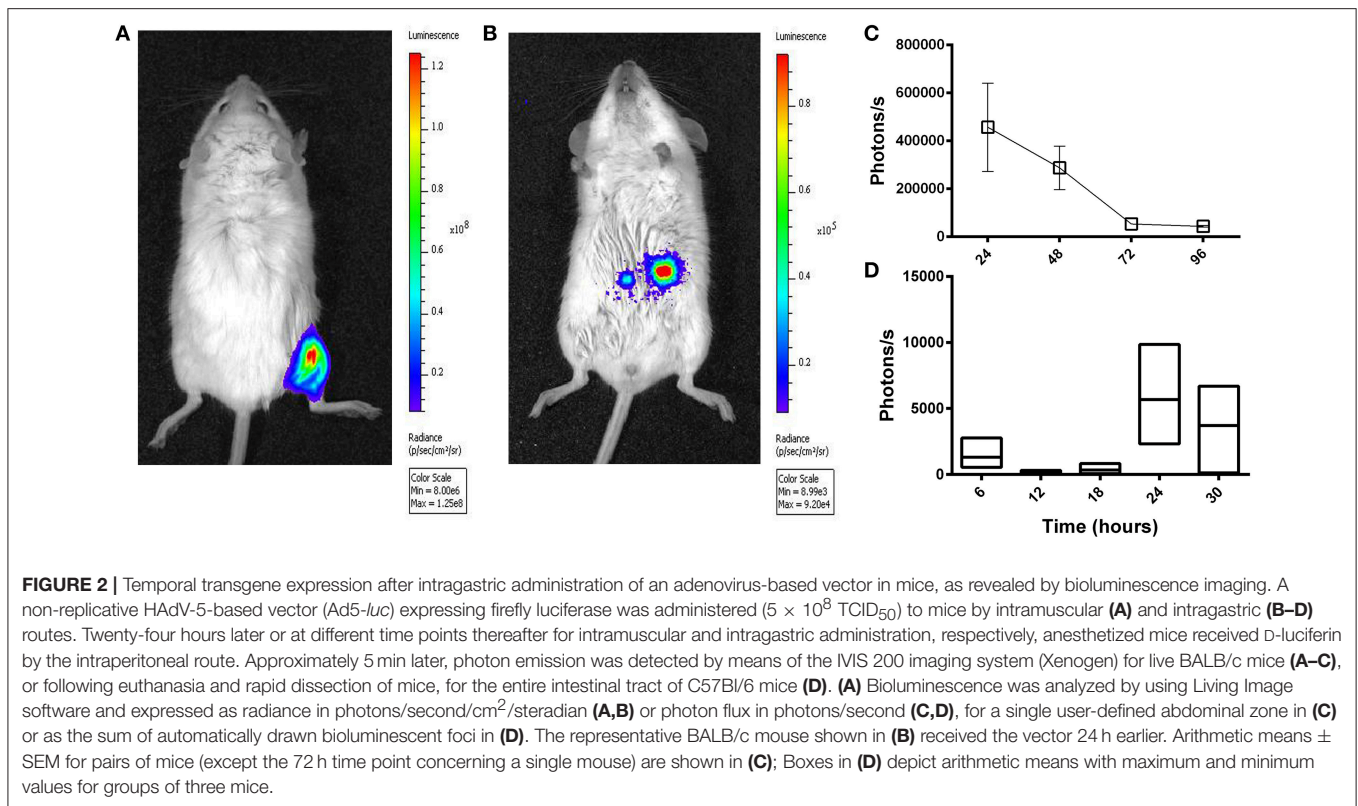 A
Luminescence
1.2
1.0
0.8
x10⁸
0.6
0.4
0.2
Radiance
(p/sec/cm²/sr)
Color Scale
Min = 8.00e6
Max = 1.25e8
B
Luminescence
0.8
0.6
x10⁵
0.4
0.2
Radiance
(p/sec/cm²/sr)
Color Scale
Min = 8.99e3
Max = 9.20e4
C
Photons/s
800000
600000
400000
200000
0
24 48 72 96
D
Photons/s
15000
10000
5000
0
6 12 18 24 30
Time (hours)
FIGURE 2 | Temporal transgene expression after intragastric administration of an adenovirus-based vector in mice, as revealed by bioluminescence imaging. A
non-replicative HAdV-5-based vector (Ad5-luc) expressing firefly luciferase was administered (5 × 10⁸ TCID₅₀) to mice by intramuscular (A) and intragastric (B–D)
routes. Twenty-four hours later or at different time points thereafter for intramuscular and intragastric administration, respectively, anesthetized mice received D-luciferin
by the intraperitoneal route. Approximately 5 min later, photon emission was detected by means of the IVIS 200 imaging system (Xenogen) for live BALB/c mice (A–C),
or following euthanasia and rapid dissection of mice, for the entire intestinal tract of C57Bl/6 mice (D). (A) Bioluminescence was analyzed by using Living Image
software and expressed as radiance in photons/second/cm²/steradian (A,B) or photon flux in photons/second (C,D), for a single user-defined abdominal zone in (C)
or as the sum of automatically drawn bioluminescent foci in (D). The representative BALB/c mouse shown in (B) received the vector 24 h earlier. Arithmetic means ±
SEM for pairs of mice (except the 72 h time point concerning a single mouse) are shown in (C); Boxes in (D) depict arithmetic means with maximum and minimum
values for groups of three mice.